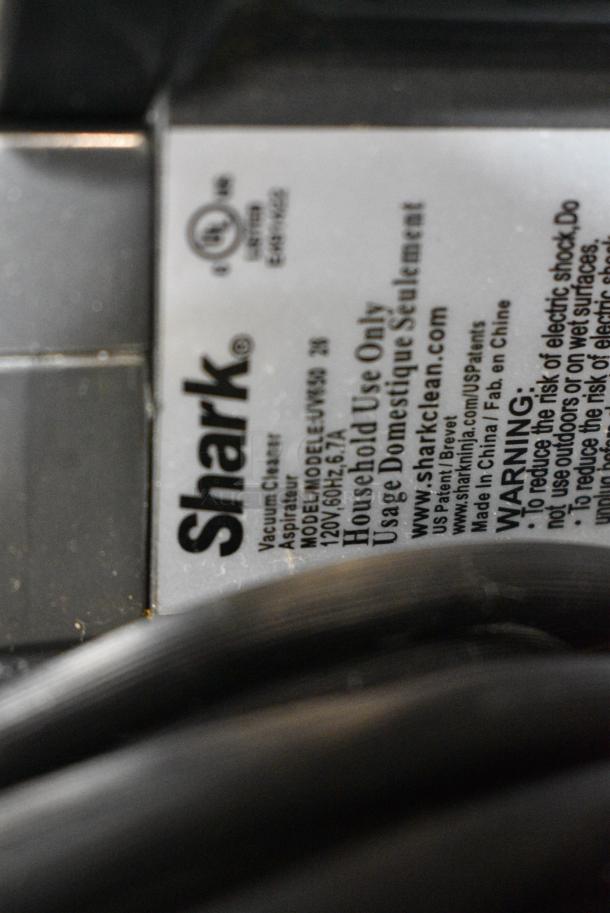 Shark®
Vacuum Cleaner
Aspirateur
MODEL/MODELE:UV650 26
120V,60Hz,6.7A
Household Use Only
Usage Domestique Seulement
www.sharkclean.com
US Patent / Brevet
www.sharkninja.com/USPatents
Made In China / Fab. en Chine
WARNING:
· To reduce the risk of electric shock,Do
not use outdoors or on wet surfaces.
· To reduce the risk of electric shock
UL
LISTED